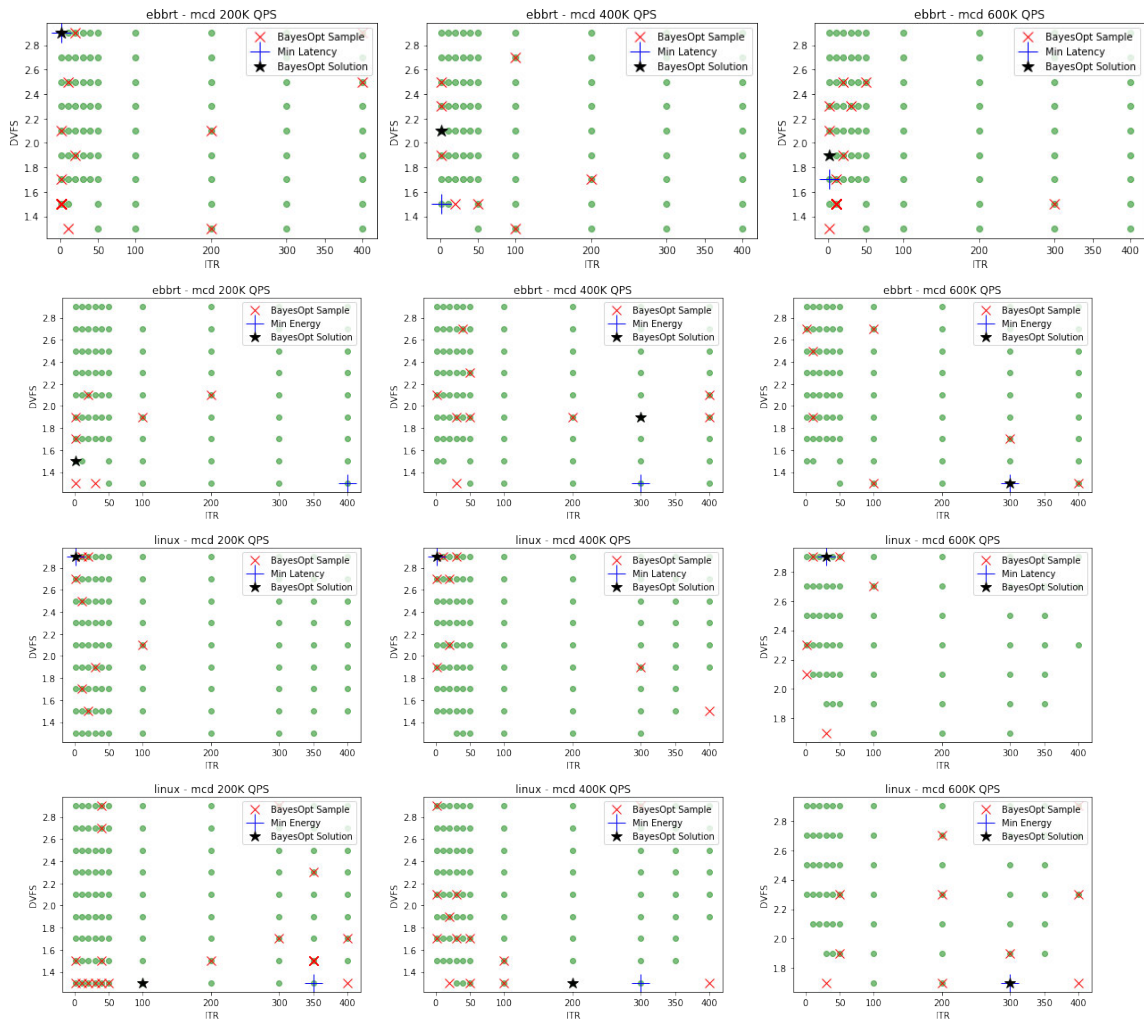 ebbrt - mcd 200K QPS
BayesOpt Sample
Min Latency
BayesOpt Solution
DVFS
2.8
2.6
2.4
2.2
2.0
1.8
1.6
1.4
0 50 100 200 300 400
ITR
ebbrt - mcd 400K QPS
BayesOpt Sample
Min Latency
BayesOpt Solution
DVFS
2.8
2.6
2.4
2.2
2.0
1.8
1.6
1.4
0 50 100 200 300 400
ITR
ebbrt - mcd 600K QPS
BayesOpt Sample
Min Latency
BayesOpt Solution
DVFS
2.8
2.6
2.4
2.2
2.0
1.8
1.6
1.4
0 50 100 200 300 400
ITR
ebbrt - mcd 200K QPS
BayesOpt Sample
Min Energy
BayesOpt Solution
DVFS
2.8
2.6
2.4
2.2
2.0
1.8
1.6
1.4
0 50 100 200 300 400
ITR
ebbrt - mcd 400K QPS
BayesOpt Sample
Min Energy
BayesOpt Solution
DVFS
2.8
2.6
2.4
2.2
2.0
1.8
1.6
1.4
0 50 100 200 300 400
ITR
ebbrt - mcd 600K QPS
BayesOpt Sample
Min Energy
BayesOpt Solution
DVFS
2.8
2.6
2.4
2.2
2.0
1.8
1.6
1.4
0 50 100 200 300 400
ITR
linux - mcd 200K QPS
BayesOpt Sample
Min Latency
BayesOpt Solution
DVFS
2.8
2.6
2.4
2.2
2.0
1.8
1.6
1.4
0 50 100 200 300 350 400
ITR
linux - mcd 400K QPS
BayesOpt Sample
Min Latency
BayesOpt Solution
DVFS
2.8
2.6
2.4
2.2
2.0
1.8
1.6
1.4
0 50 100 200 300 350 400
ITR
linux - mcd 600K QPS
BayesOpt Sample
Min Latency
BayesOpt Solution
DVFS
2.8
2.6
2.4
2.2
2.0
1.8
0 50 100 200 300 350 400
ITR
linux - mcd 200K QPS
BayesOpt Sample
Min Energy
BayesOpt Solution
DVFS
2.8
2.6
2.4
2.2
2.0
1.8
1.6
1.4
0 50 100 200 300 350 400
ITR
linux - mcd 400K QPS
BayesOpt Sample
Min Energy
BayesOpt Solution
DVFS
2.8
2.6
2.4
2.2
2.0
1.8
1.6
1.4
0 50 100 200 300 350 400
ITR
linux - mcd 600K QPS
BayesOpt Sample
Min Energy
BayesOpt Solution
DVFS
2.8
2.6
2.4
2.2
2.0
1.8
0 50 100 200 300 350 400
ITR